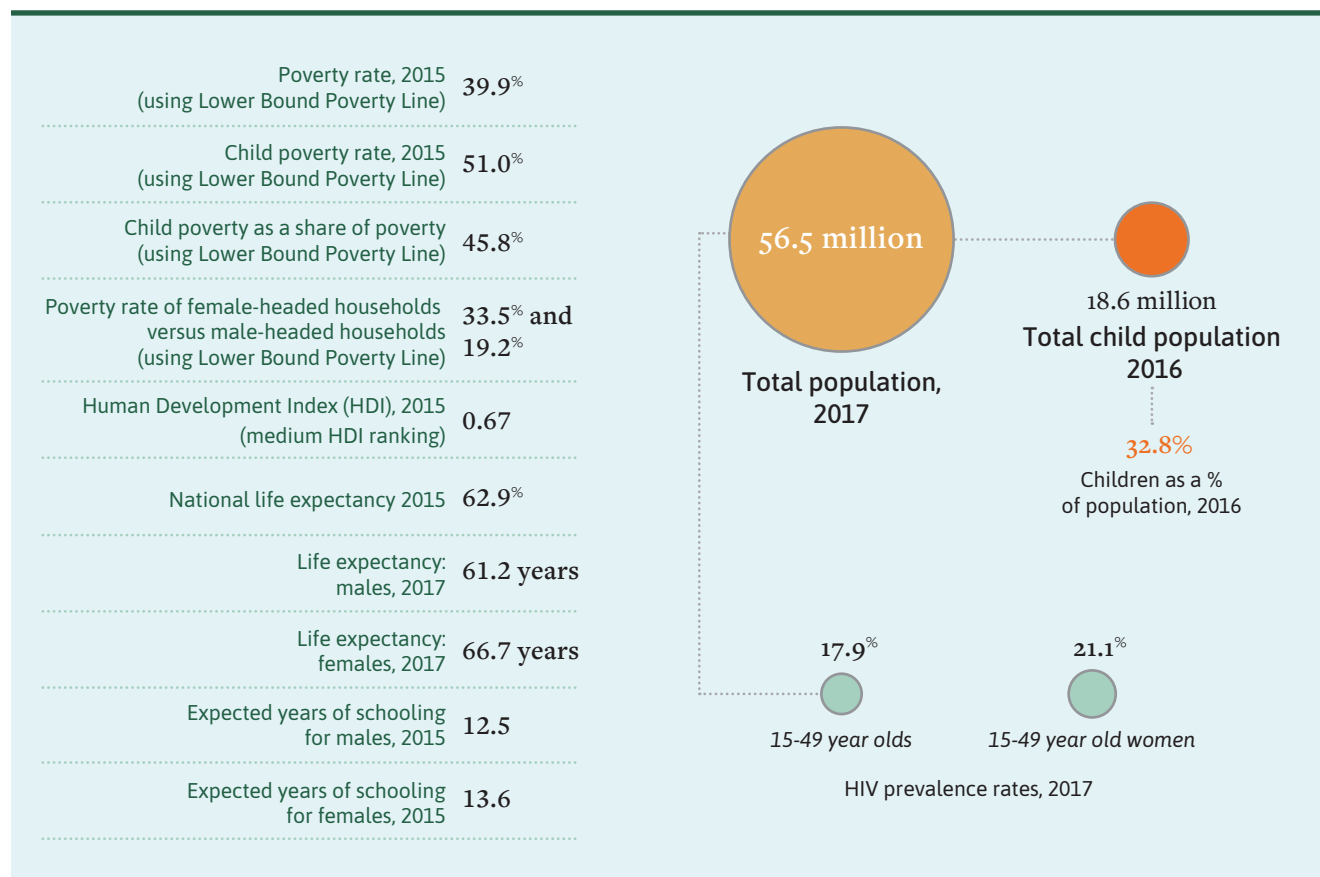 Poverty rate, 2015
(using Lower Bound Poverty Line)
39.9%
Child poverty rate, 2015
(using Lower Bound Poverty Line)
51.0%
Child poverty as a share of poverty
(using Lower Bound Poverty Line)
45.8%
Poverty rate of female-headed households
versus male-headed households
(using Lower Bound Poverty Line)
33.5% and
19.2%
Human Development Index (HDI), 2015
(medium HDI ranking)
0.67
National life expectancy 2015
62.9%
Life expectancy:
males, 2017
61.2 years
Life expectancy:
females, 2017
66.7 years
Expected years of schooling
for males, 2015
12.5
Expected years of schooling
for females, 2015
13.6
56.5 million
Total population,
2017
18.6 million
Total child population
2016
32.8%
Children as a %
of population, 2016
17.9%
15-49 year olds
21.1%
15-49 year old women
HIV prevalence rates, 2017